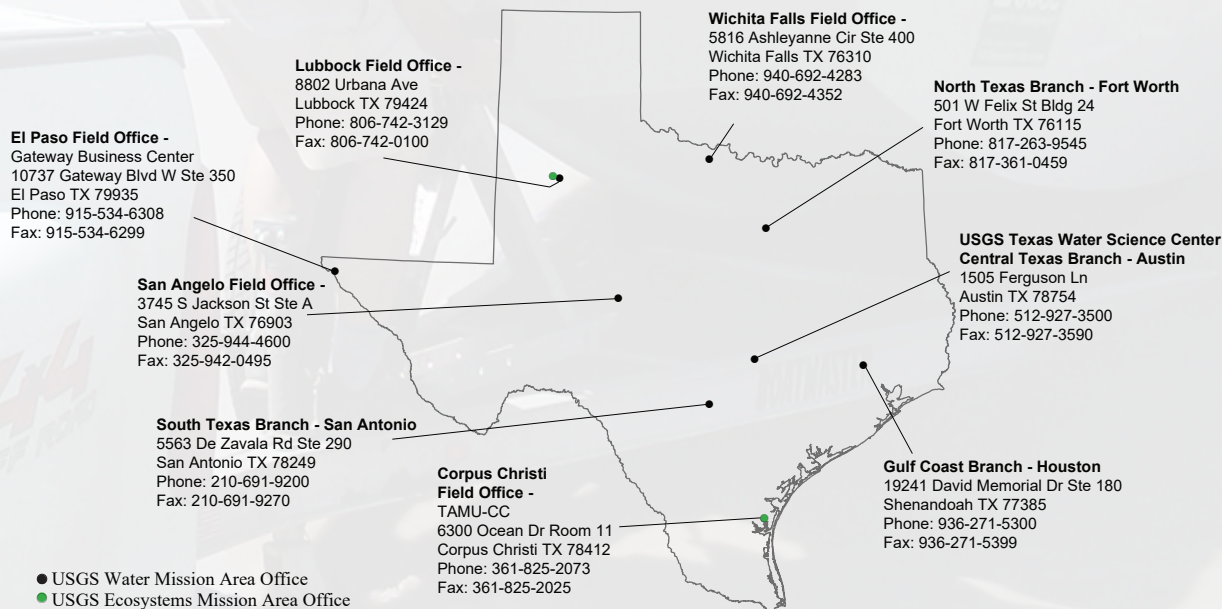 Wichita Falls Field Office -
5816 Ashleyanne Cir Ste 400
Wichita Falls TX 76310
Phone: 940-692-4283
Fax: 940-692-4352
Lubbock Field Office -
8802 Urbana Ave
Lubbock TX 79424
Phone: 806-742-3129
Fax: 806-742-0100
North Texas Branch - Fort Worth
501 W Felix St Bldg 24
Fort Worth TX 76115
Phone: 817-263-9545
Fax: 817-361-0459
El Paso Field Office -
Gateway Business Center
10737 Gateway Blvd W Ste 350
El Paso TX 79935
Phone: 915-534-6308
Fax: 915-534-6299
USGS Texas Water Science Center
Central Texas Branch - Austin
1505 Ferguson Ln
Austin TX 78754
Phone: 512-927-3500
Fax: 512-927-3590
San Angelo Field Office -
3745 S Jackson St Ste A
San Angelo TX 76903
Phone: 325-944-4600
Fax: 325-942-0495
South Texas Branch - San Antonio
5563 De Zavala Rd Ste 290
San Antonio TX 78249
Phone: 210-691-9200
Fax: 210-691-9270
Corpus Christi
Field Office -
TAMU-CC
6300 Ocean Dr Room 11
Corpus Christi TX 78412
Phone: 361-825-2073
Fax: 361-825-2025
Gulf Coast Branch - Houston
19241 David Memorial Dr Ste 180
Shenandoah TX 77385
Phone: 936-271-5300
Fax: 936-271-5399
USGS Water Mission Area Office
USGS Ecosystems Mission Area Office